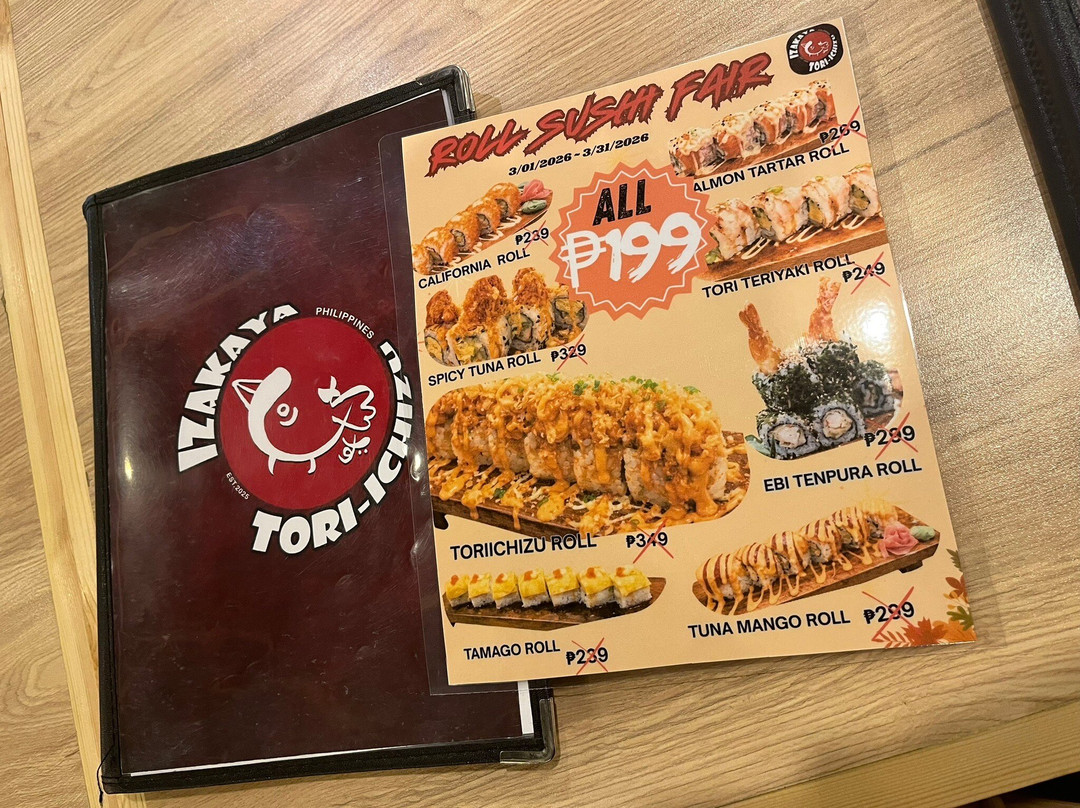 IZAKAYA
PHILIPPINES
TORI-ICHIZU
EST.2025
IZAKAYA
TORI-ICHIZU
ROLL SUSHI FAIR
3/01/2026 ~ 3/31/2026
ALL
₱199
₱269
ALMON TARTAR ROLL
₱239
CALIFORNIA ROLL
TORI TERIYAKI ROLL
₱249
SPICY TUNA ROLL ₱329
EBI TENPURA ROLL
TORIICHIZU ROLL ₱349
TUNA MANGO ROLL ₱299
TAMAGO ROLL
₱239